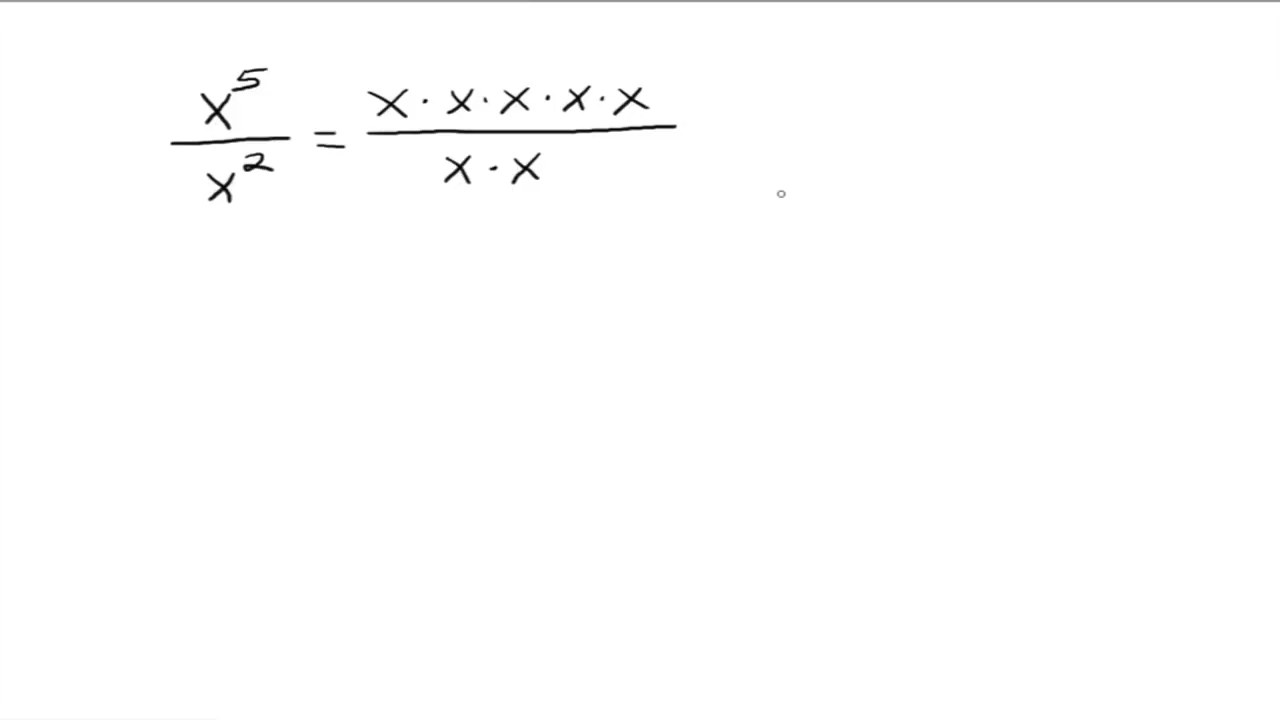 x^5/x^2 = x · x · x · x · x / x · x